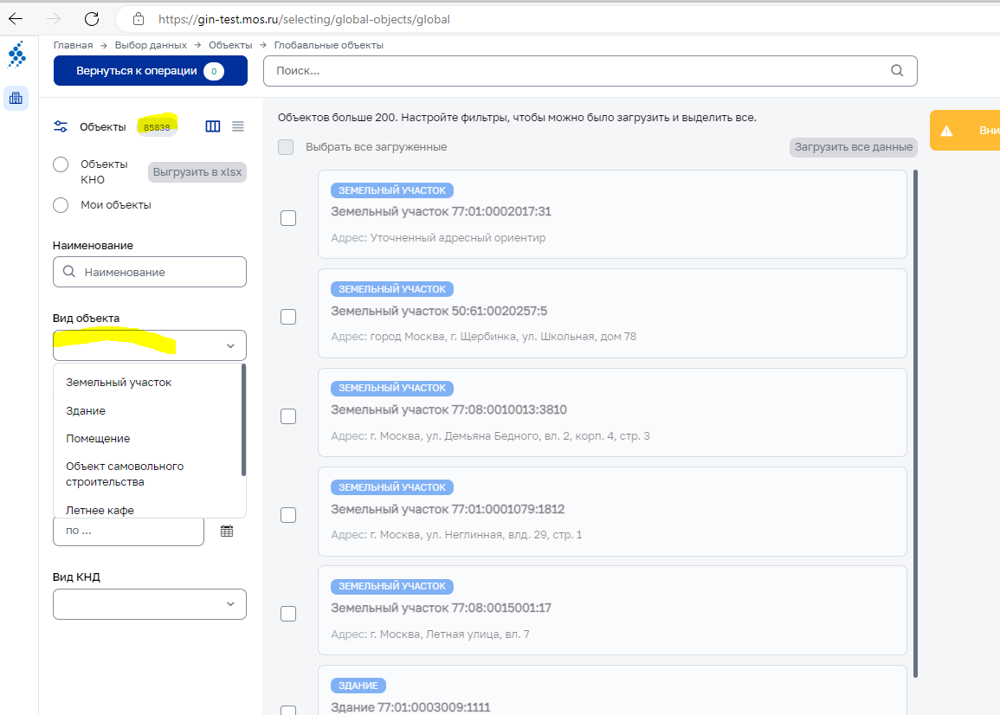 https://gin-test.mos.ru/selecting/global-objects/global
Главная → Выбор данных → Объекты → Глобавльные объекты
Вернуться к операции 0
Поиск...
Объекты 85838
Объекты
КНО
Выгрузить в xlsx
Мои объекты
Наименование
Наименование
Вид объекта
Земельный участок
Здание
Помещение
Объект самовольного
строительства
Летнее кафе
по ...
Вид КНД
Объектов больше 200. Настройте фильтры, чтобы можно было загрузить и выделить все.
Выбрать все загруженные
Загрузить все данные
Вни
ЗЕМЕЛЬНЫЙ УЧАСТОК
Земельный участок 77:01:0002017:31
Адрес: Уточненный адресный ориентир
ЗЕМЕЛЬНЫЙ УЧАСТОК
Земельный участок 50:61:0020257:5
Адрес: город Москва, г. Щербинка, ул. Школьная, дом 78
ЗЕМЕЛЬНЫЙ УЧАСТОК
Земельный участок 77:08:0010013:3810
Адрес: г. Москва, ул. Демьяна Бедного, вл. 2, корп. 4, стр. 3
ЗЕМЕЛЬНЫЙ УЧАСТОК
Земельный участок 77:01:0001079:1812
Адрес: г. Москва, ул. Неглинная, влд. 29, стр. 1
ЗЕМЕЛЬНЫЙ УЧАСТОК
Земельный участок 77:08:0015001:17
Адрес: г. Москва, Летная улица, вл. 7
ЗДАНИЕ
Здание 77:01:0003009:1111